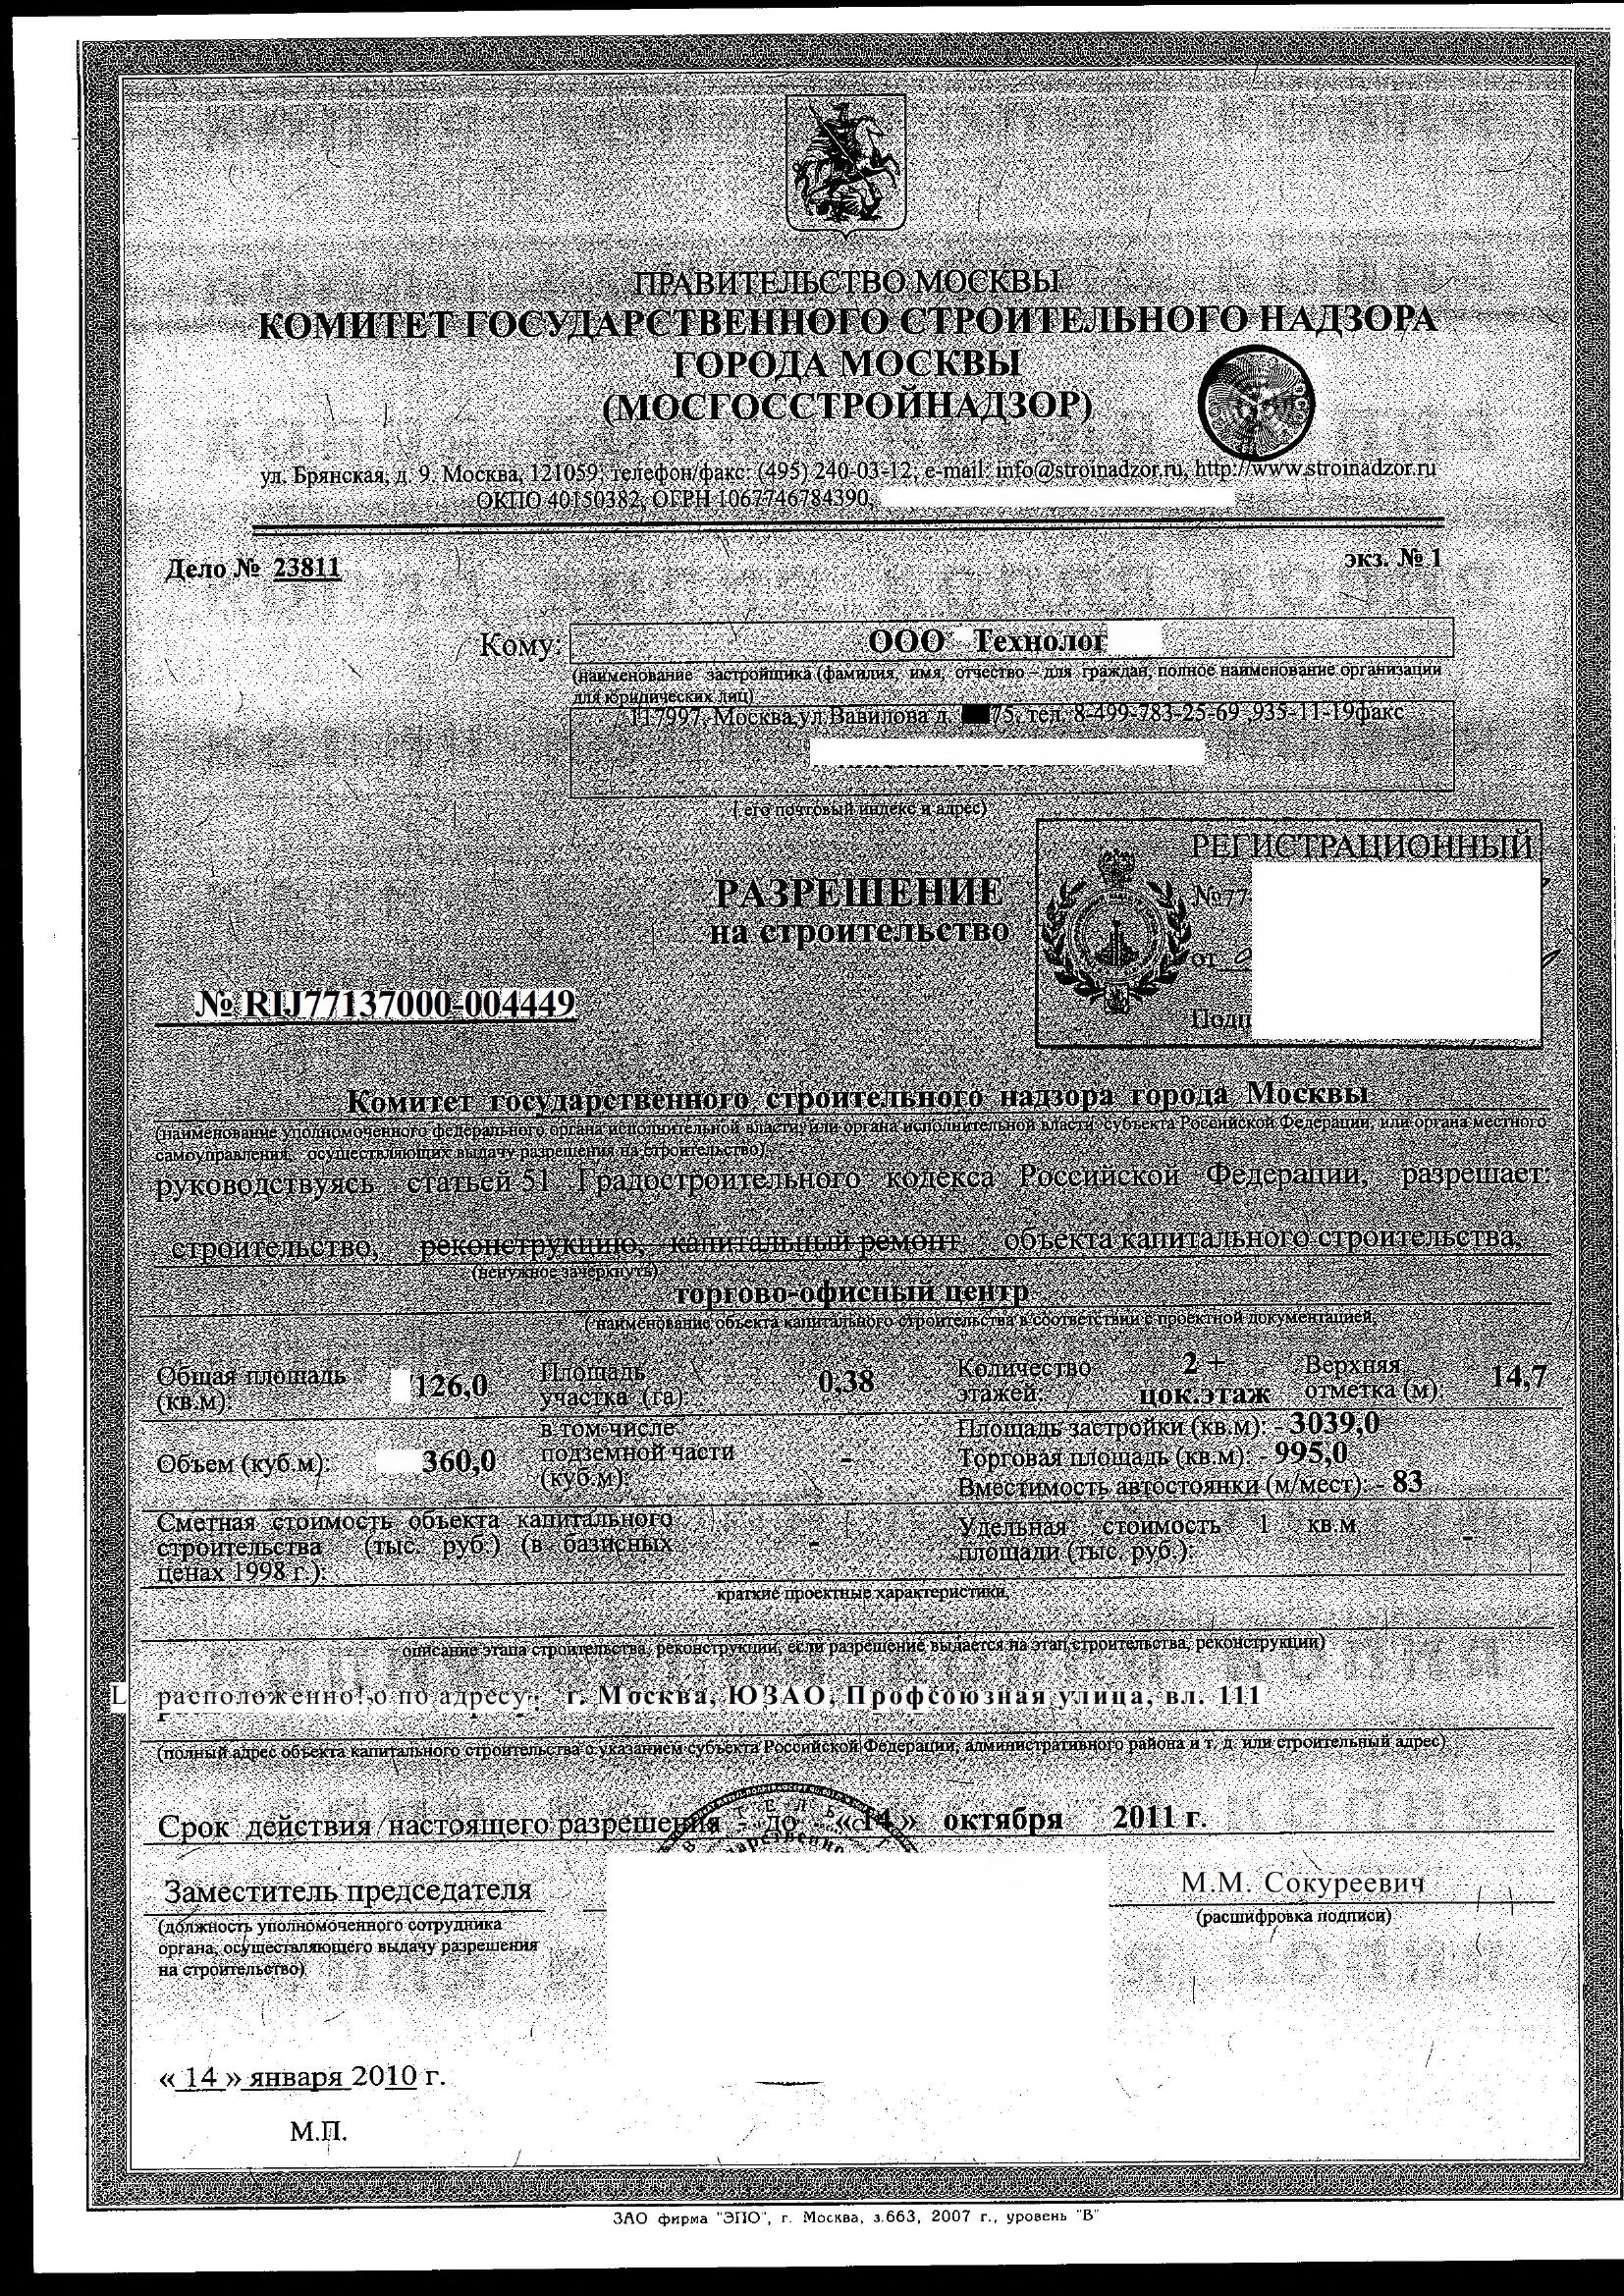 ПРАВИТЕЛЬСТВО МОСКВЫ
КОМИТЕТ ГОСУДАРСТВЕННОГО СТРОИТЕЛЬНОГО НАДЗОРА
ГОРОДА МОСКВЫ
(МОСГОССТРОЙНАДЗОР)
ул. Брянская, д. 9, Москва, 121059; телефон/факс: (495) 240-03-12; e-mail: info@stroinadzor.ru, http://www.stroinadzor.ru
ОКПО 40150382, ОГРН 1067746784390,
Дело № 23811
экз. № 1
Кому:
ООО Технолог
(наименование застройщика (фамилия, имя, отчество – для граждан, полное наименование организации
для юридических лиц)
117997, Москва,ул.Вавилова д. 75, тел. 8-499-783-25-69 ,935-11-19факс
( его почтовый индекс и адрес)
РЕГИСТРАЦИОННЫЙ
№77-
от
Подп
РАЗРЕШЕНИЕ
на строительство
№ RIJ77137000-004449
Комитет государственного строительного надзора города Москвы
(наименование уполномоченного федерального органа исполнительной власти, или органа исполнительной власти субъекта Российской Федерации, или органа местного
самоуправления, осуществляющих выдачу разрешения на строительство)
руководствуясь статьей 51 Градостроительного кодекса Российской Федерации, разрешает:
строительство, реконструкцию, капитальный ремонт объекта капитального строительства,
(ненужное зачеркнуть)
торгово-офисный центр
( наименование объекта капитального строительства в соответствии с проектной документацией,
Общая площадь (кв.м): 126,0 Площадь участка (га): 0,38 Количество этажей: 2 + цок.этаж Верхняя отметка (м): 14,7
Объем (куб.м): 360,0 в том числе подземной части (куб.м): -
Площадь застройки (кв.м): - 3039,0
Торговая площадь (кв.м): - 995,0
Вместимость автостоянки (м/мест): - 83
Сметная стоимость объекта капитального
строительства (тыс. руб.) (в базисных
ценах 1998 г.): -
Удельная стоимость 1 кв.м
площади (тыс. руб.): -
краткие проектные характеристики,
описание этапа строительства, реконструкции, если разрешение выдается на этап строительства, реконструкции)
L расположенно!,о по адресу: г. Москва, ЮЗАО, Профсоюзная улица, вл. 111
(полный адрес объекта капитального строительства с указанием субъекта Российской Федерации, административного района и т. д. или строительный адрес)
Срок действия настоящего разрешения - до «14» октября 2011 г.
Заместитель председателя
М.М. Сокуреевич
(должность уполномоченного сотрудника
органа, осуществляющего выдачу разрешения
на строительство)
(расшифровка подписи)
« 14 » января 2010 г.
М.П.
ЗАО фирма "ЭПО", г. Москва, з.663, 2007 г., уровень "В"